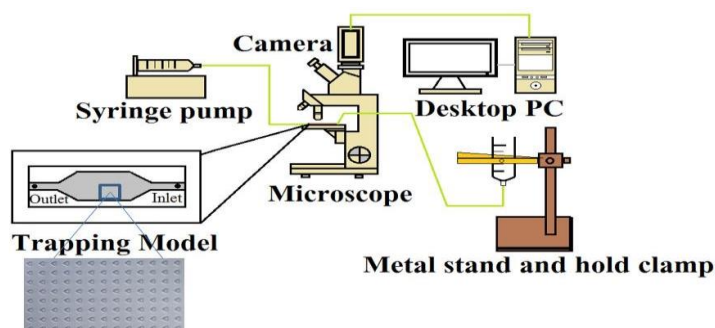 Camera
Syringe pump
Desktop PC
Microscope
Outlet
Inlet
Trapping Model
Metal stand and hold clamp